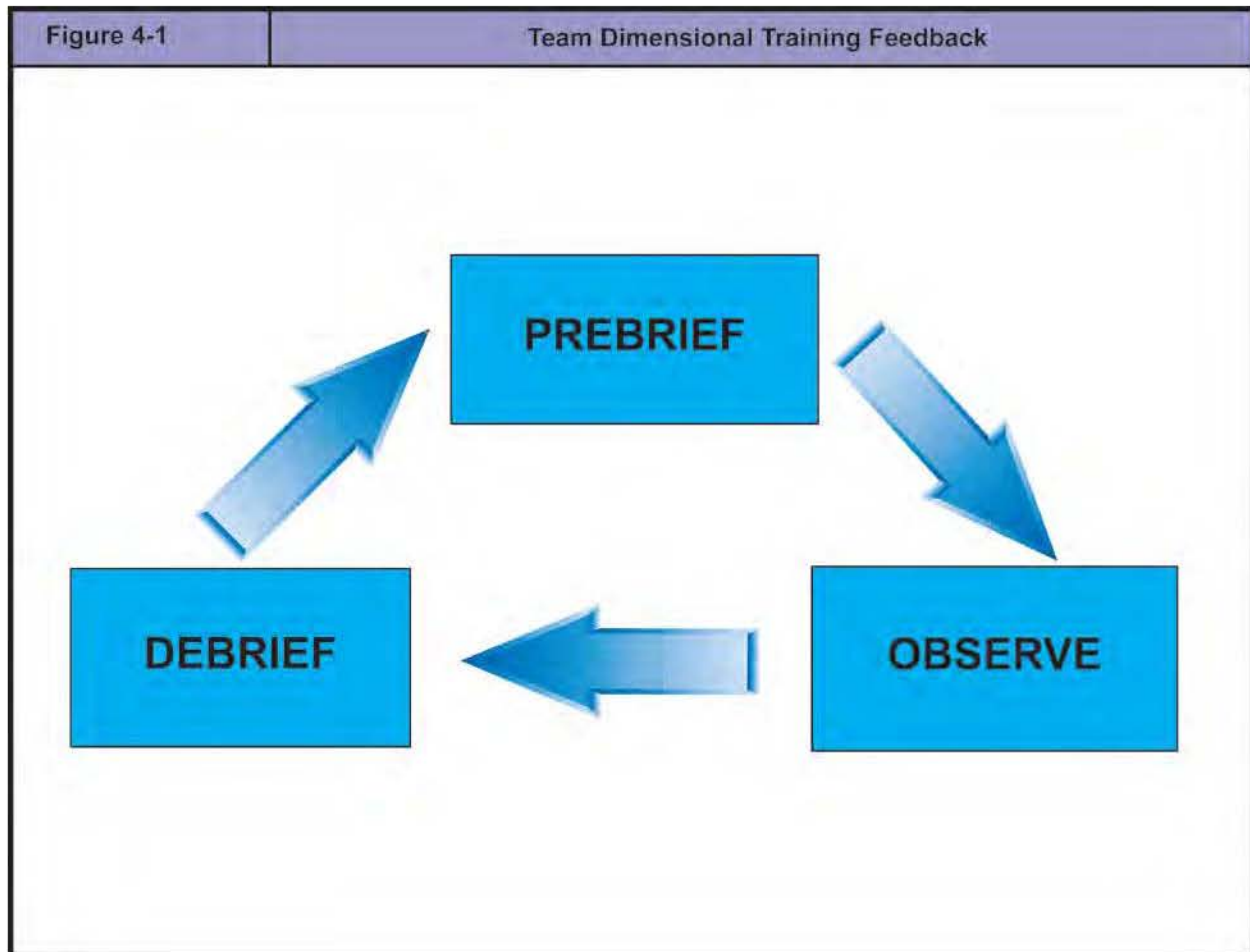 Figure 4-1
Team Dimensional Training Feedback
PREBRIEF
DEBRIEF
OBSERVE